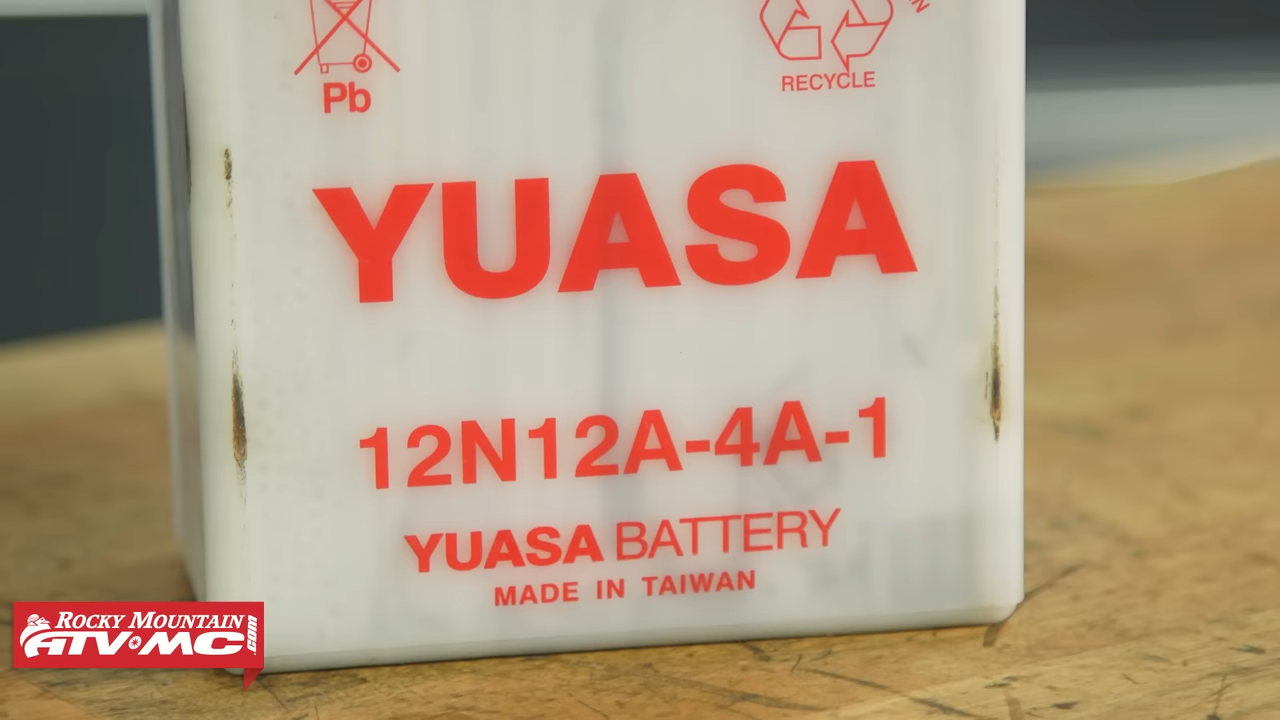 Pb
RECYCLE
YUASA
12N12A-4A-1
YUASA BATTERY
MADE IN TAIWAN
ROCKY MOUNTAIN
ATV MC .com